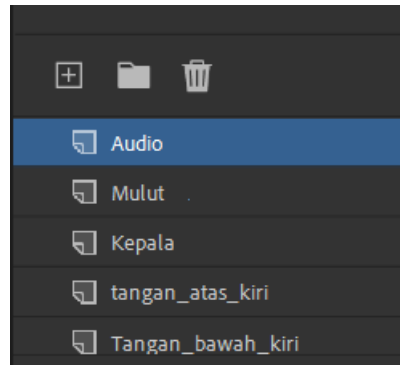 Audio
Mulut
Kepala
tangan_atas_kiri
Tangan_bawah_kiri